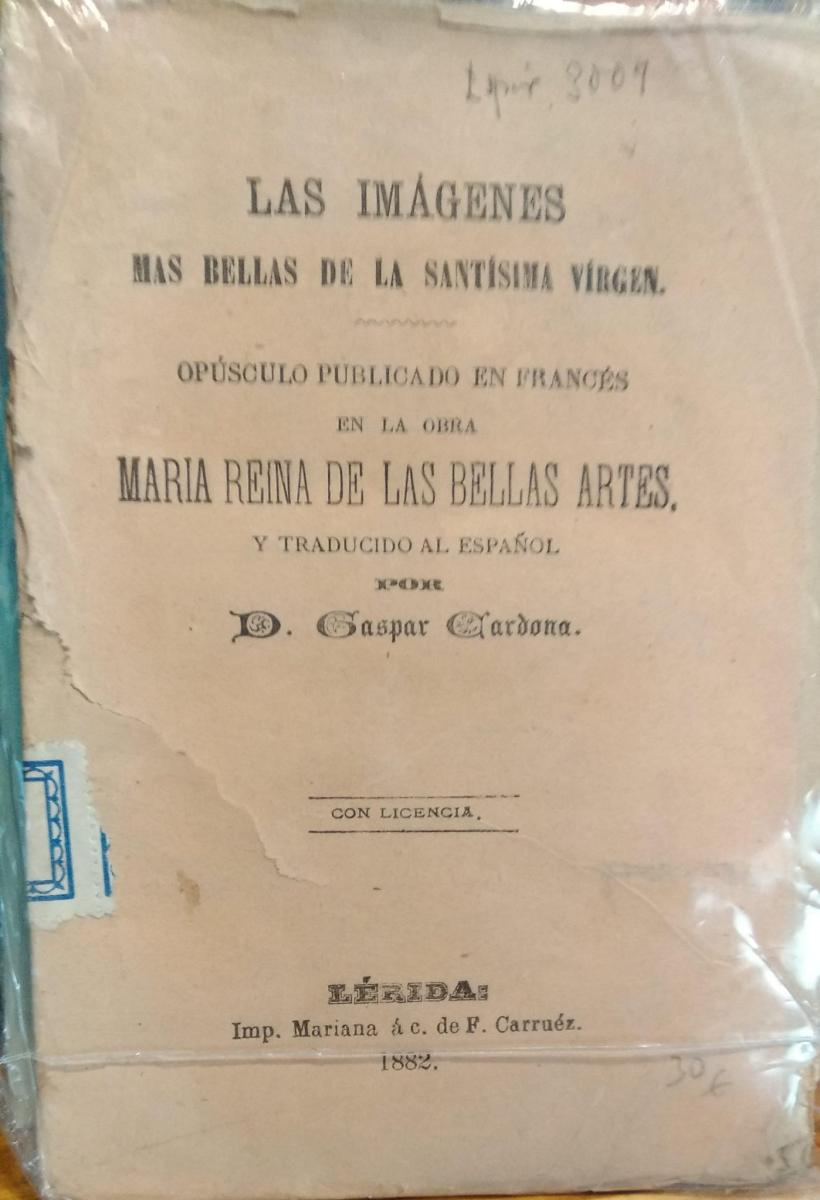 LAS IMÁGENES
MAS BELLAS DE LA SANTÍSIMA VÍRGEN.
OPÚSCULO PUBLICADO EN FRANCÉS
EN LA OBRA
MARIA REINA DE LAS BELLAS ARTES,
Y TRADUCIDO AL ESPAÑOL
POR
D. Gaspar Cardona.
CON LICENCIA.
LÉRIDA:
Imp. Mariana á c. de F. Carruéz.
1882.
30 €